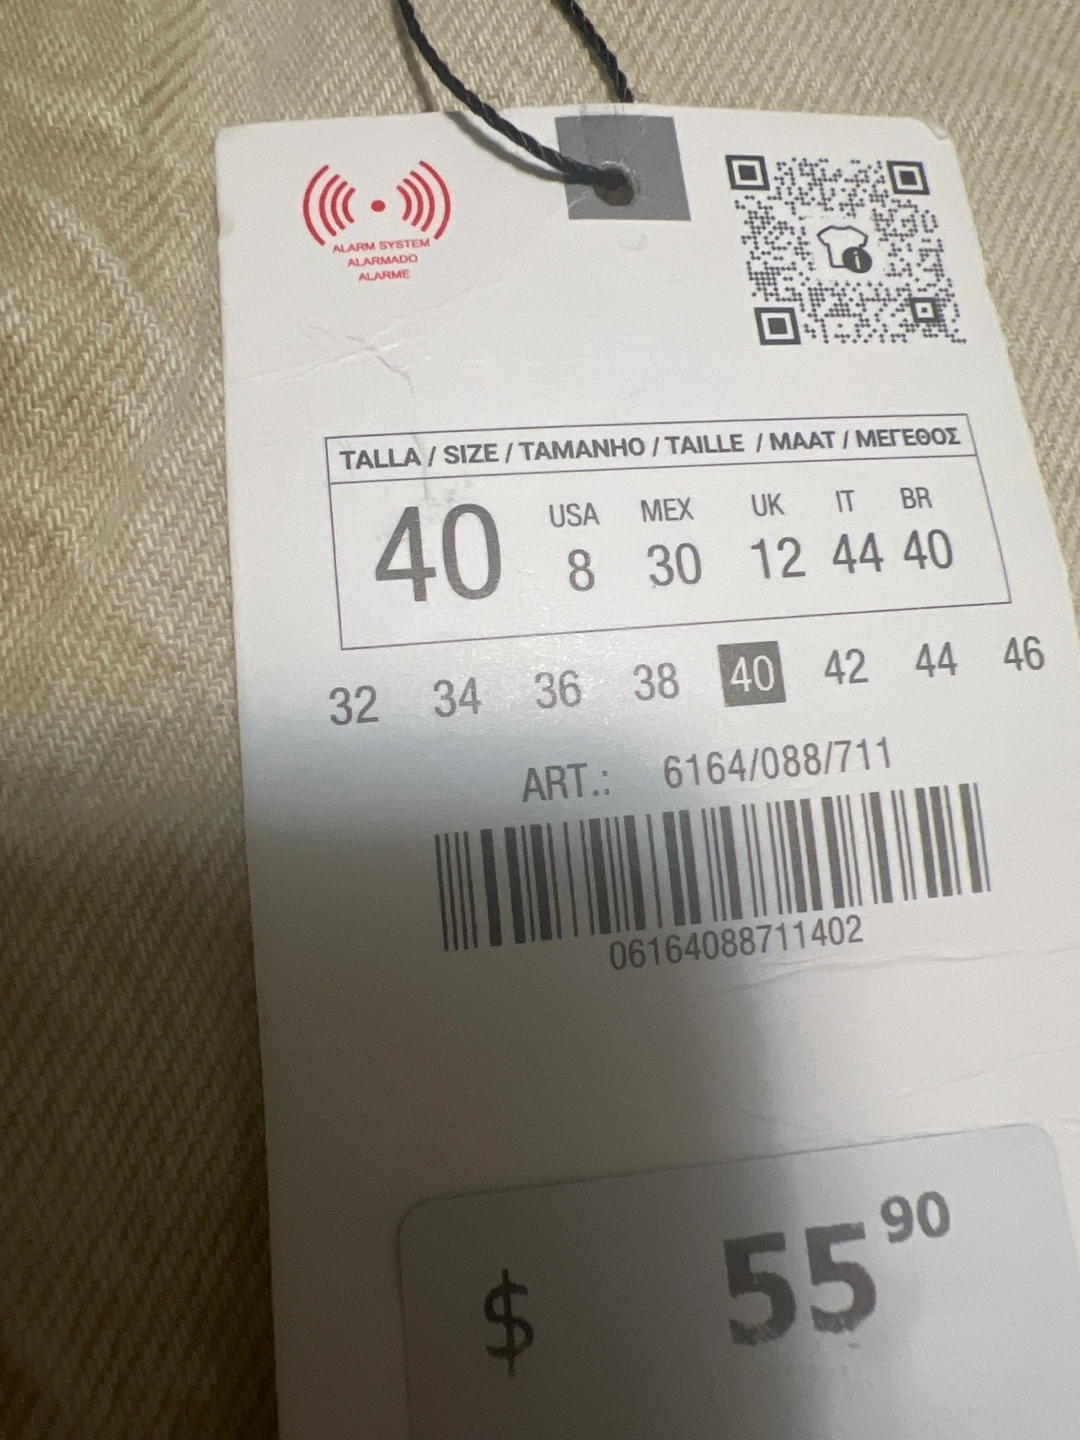 ALARM SYSTEM
ALARMADO
ALARME
i
TALLA / SIZE / TAMANHO / TAILLE / MAAT / ΜΕΓΕΘΟΣ
40
USA MEX UK IT BR
8 30 12 44 40
32 34 36 38 40 42 44 46
ART.: 6164/088/711
06164088711402
$ 55 90